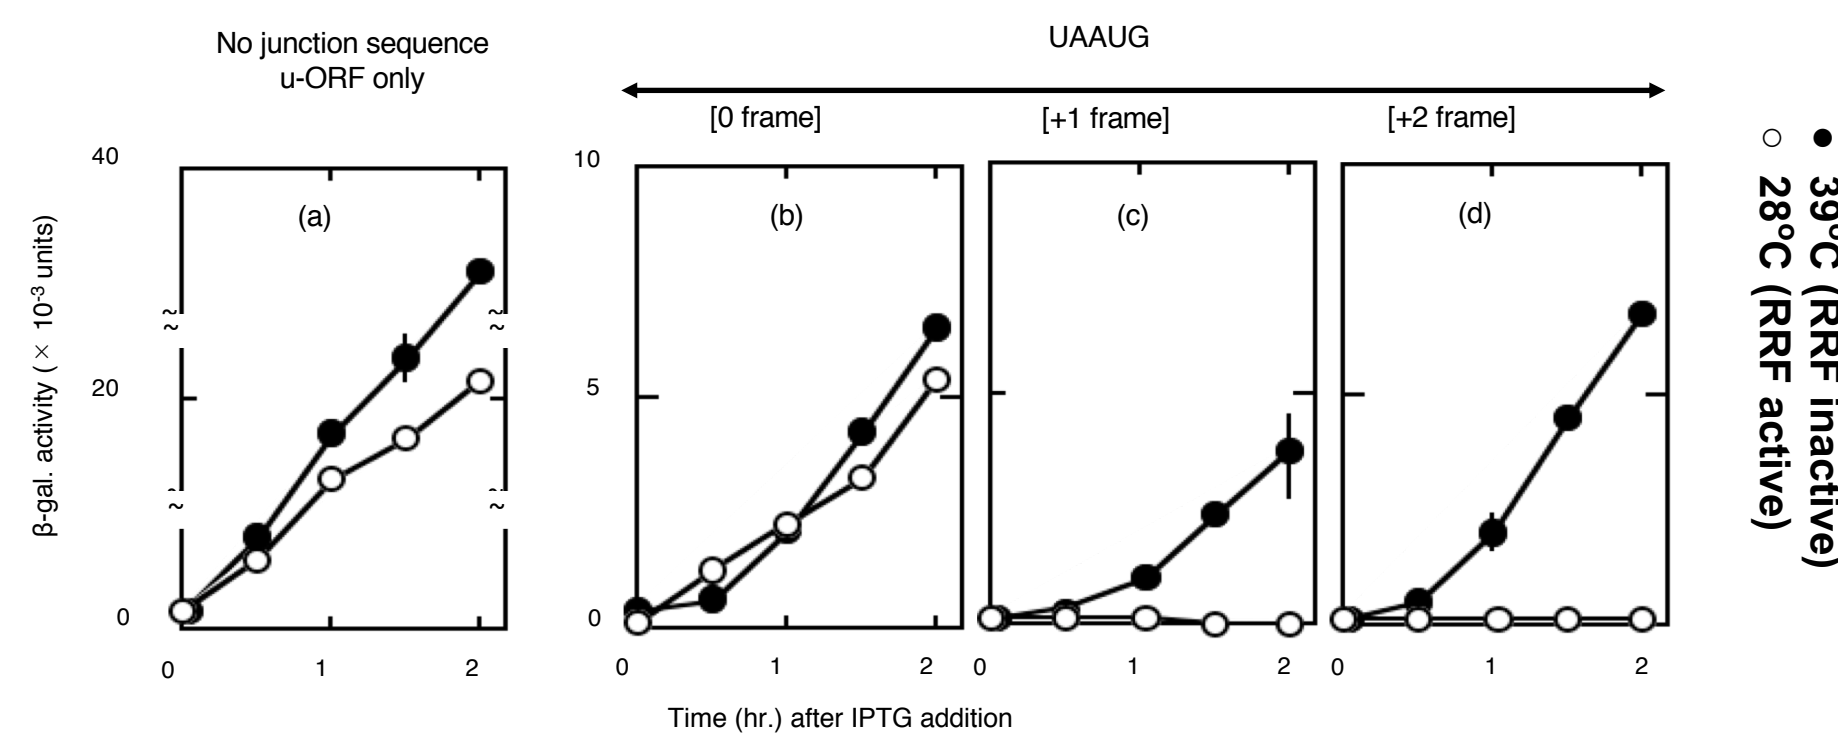 No junction sequence
u-ORF only
UAAUG
[0 frame]
[+1 frame]
[+2 frame]
40
20
0
10
5
0
(a)
(b)
(c)
(d)
β-gal. activity ( × 10-3 units)
0
1
2
0
1
2
0
1
2
0
1
2
Time (hr.) after IPTG addition
● 39°C (RRF inactive)
○ 28°C (RRF active)